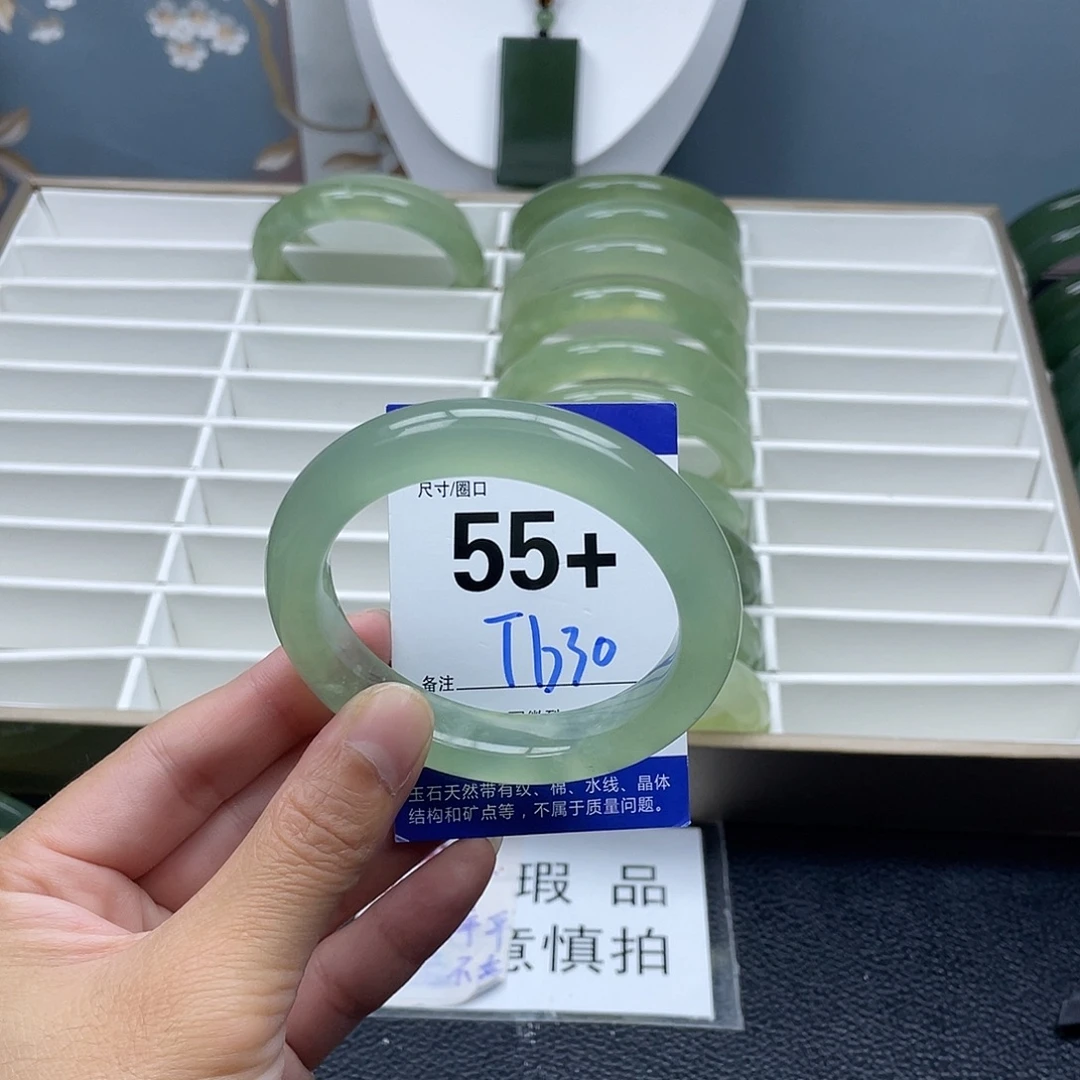 尺寸/圈口
55+
Tb30
备注
玉石天然带有纹、棉、水线、晶体
结构和矿点等，不属于质量问题。
瑕 品
意慎拍